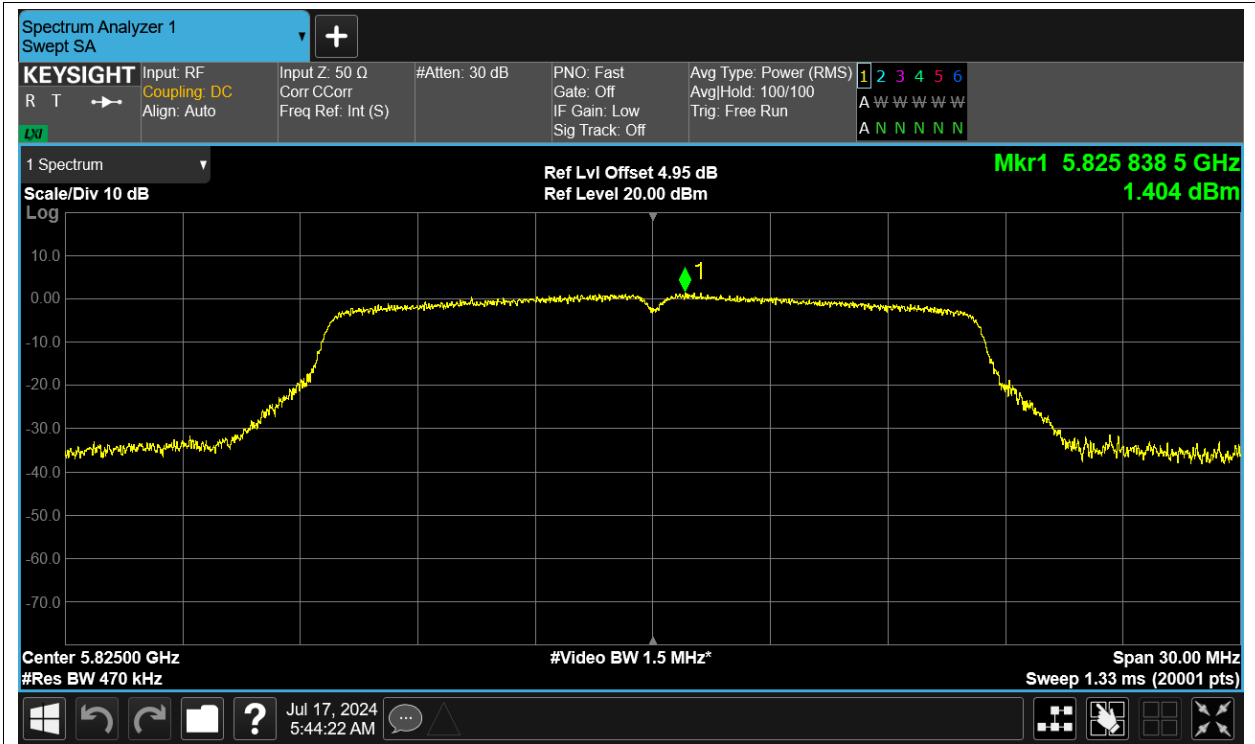 Spectrum Analyzer 1
Swept SA
KEYSIGHT
R T
LXI
Input: RF
Coupling: DC
Align: Auto
Input Z: 50 Ω
Corr CCorr
Freq Ref: Int (S)
#Atten: 30 dB
PNO: Fast
Gate: Off
IF Gain: Low
Sig Track: Off
Avg Type: Power (RMS)
Avg|Hold: 100/100
Trig: Free Run
1 2 3 4 5 6
A W W W W W
A N N N N N
1 Spectrum
Scale/Div 10 dB
Log
Ref Lvl Offset 4.95 dB
Ref Level 20.00 dBm
Mkr1 5.825 838 5 GHz
1.404 dBm
1
10.0
0.00
-10.0
-20.0
-30.0
-40.0
-50.0
-60.0
-70.0
Center 5.82500 GHz
#Res BW 470 kHz
#Video BW 1.5 MHz*
Span 30.00 MHz
Sweep 1.33 ms (20001 pts)
?
Jul 17, 2024
5:44:22 AM